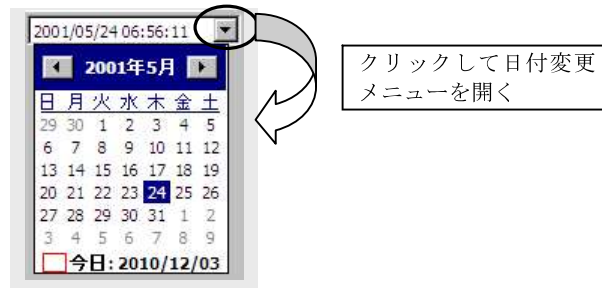 2001/05/24 06:56:11
2001年5月
日 月 火 水 木 金 土
29 30 1 2 3 4 5
6 7 8 9 10 11 12
13 14 15 16 17 18 19
20 21 22 23 24 25 26
27 28 29 30 31 1 2
3 4 5 6 7 8 9
今日: 2010/12/03
クリックして日付変更
メニューを開く